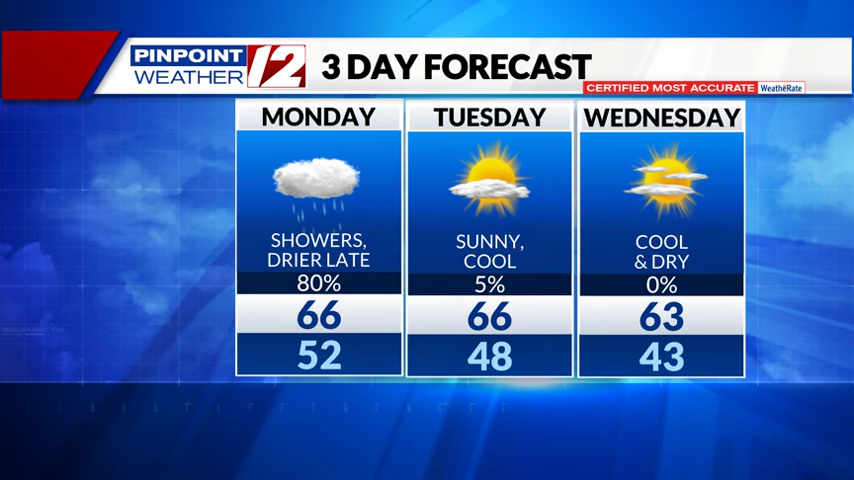 PINPOINT
WEATHER 12
3 DAY FORECAST
CERTIFIED MOST ACCURATE WeatheRate
MONDAY
SHOWERS,
DRIER LATE
80%
66
52
TUESDAY
SUNNY,
COOL
5%
66
48
WEDNESDAY
COOL
& DRY
0%
63
43